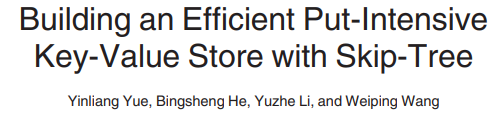 Building an Efficient Put-Intensive
Key-Value Store with Skip-Tree
Yinliang Yue, Bingsheng He, Yuzhe Li, and Weiping Wang